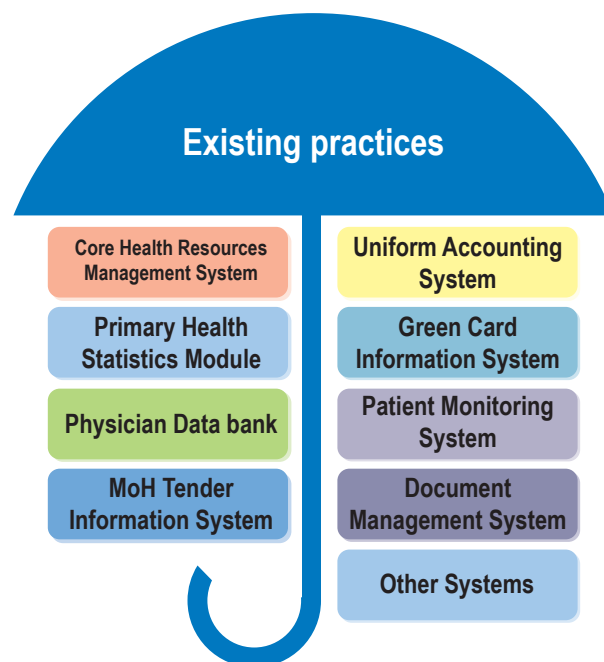 Existing practices
Core Health Resources
Management System
Primary Health
Statistics Module
Physician Data bank
MoH Tender
Information System
Uniform Accounting
System
Green Card
Information System
Patient Monitoring
System
Document
Management System
Other Systems